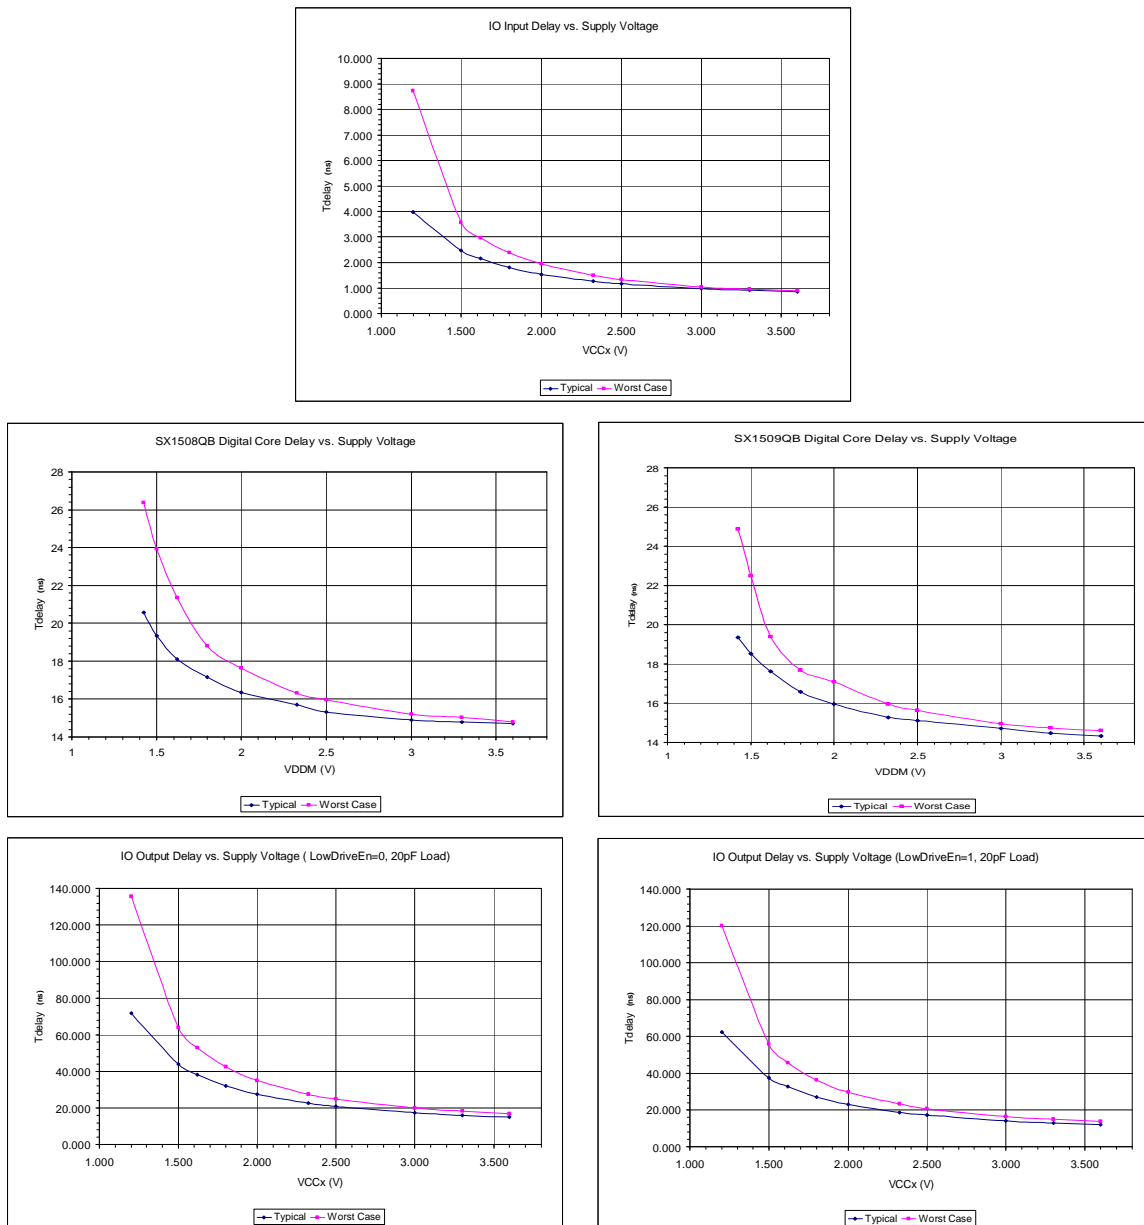 IO Input Delay vs. Supply Voltage
10.000
9.000
8.000
7.000
6.000
5.000
4.000
3.000
2.000
1.000
0.000
Tdelay (ns)
1.000 1.500 2.000 2.500 3.000 3.500
VCCx (V)
Typical Worst Case
SX1508QB Digital Core Delay vs. Supply Voltage
28
26
24
22
20
18
16
14
Tdelay (ns)
1 1.5 2 2.5 3 3.5
VDDM (V)
Typical Worst Case
SX1509QB Digital Core Delay vs. Supply Voltage
28
26
24
22
20
18
16
14
Tdelay (ns)
1 1.5 2 2.5 3 3.5
VDDM (V)
Typical Worst Case
IO Output Delay vs. Supply Voltage ( LowDriveEn=0, 20pF Load)
140.000
120.000
100.000
80.000
60.000
40.000
20.000
0.000
Tdelay (ns)
1.000 1.500 2.000 2.500 3.000 3.500
VCCx (V)
Typical Worst Case
IO Output Delay vs. Supply Voltage (LowDriveEn=1, 20pF Load)
140.000
120.000
100.000
80.000
60.000
40.000
20.000
0.000
Tdelay (ns)
1.000 1.500 2.000 2.500 3.000 3.500
VCCx (V)
Typical Worst Case